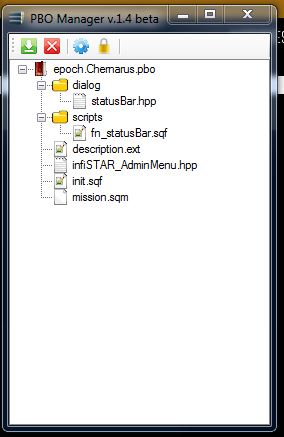 PBO Manager v.1.4 beta
epoch.Chernarus.pbo
dialog
statusBar.hpp
scripts
fn_statusBar.sqf
description.ext
infiSTAR_AdminMenu.hpp
init.sqf
mission.sqm